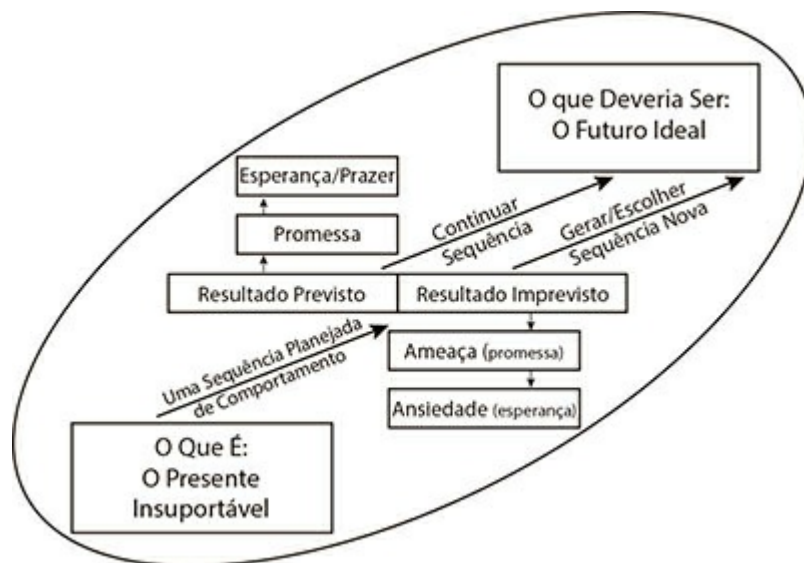 O que Deveria Ser:
O Futuro Ideal
Esperança/Prazer
Promessa
Continuar
Sequência
Gerar/Escolher
Sequência Nova
Resultado Previsto
Resultado Imprevisto
Uma Sequência Planejada
de Comportamento
Ameaça (promessa)
Ansiedade (esperança)
O Que É:
O Presente
Insuportável